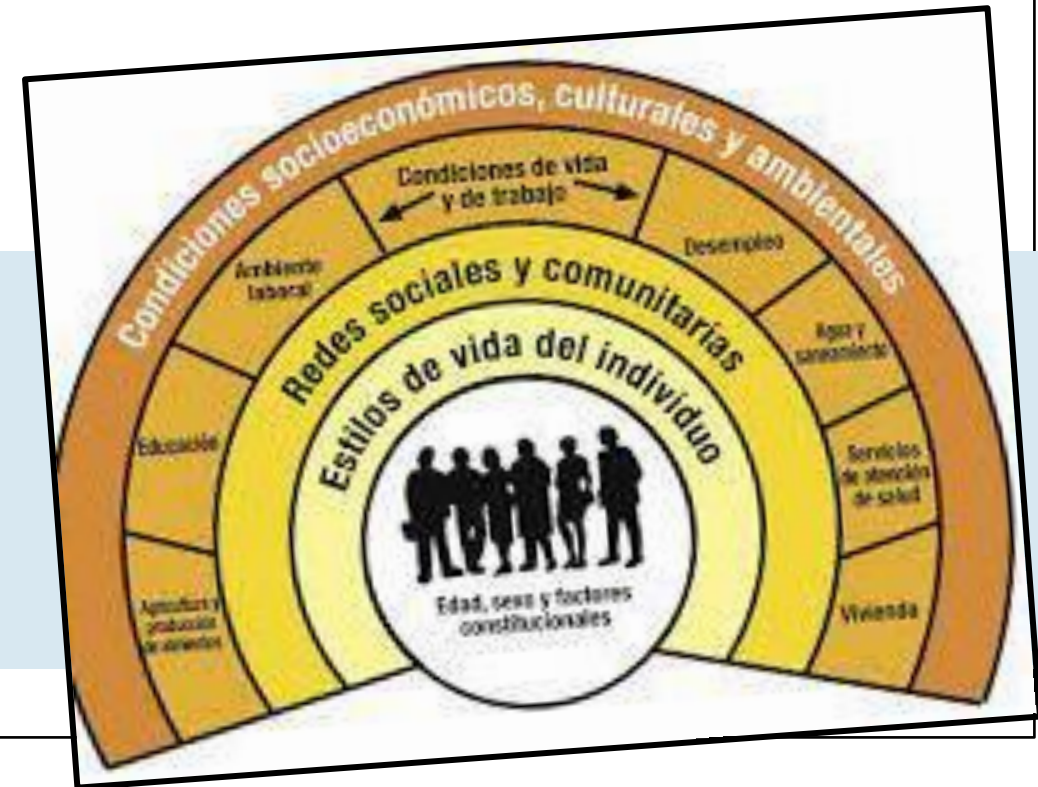 Condiciones socioeconómicos, culturales y ambientales
Condiciones de vida
y de trabajo
Ambiente
laboral
Desempleo
Agua y
saneamiento
Educación
Servicios
de atención
de salud
Agricultura y
producción
de alimentos
Vivienda
Redes sociales y comunitarias
Estilos de vida del individuo
Edad, sexo y factores
constitucionales